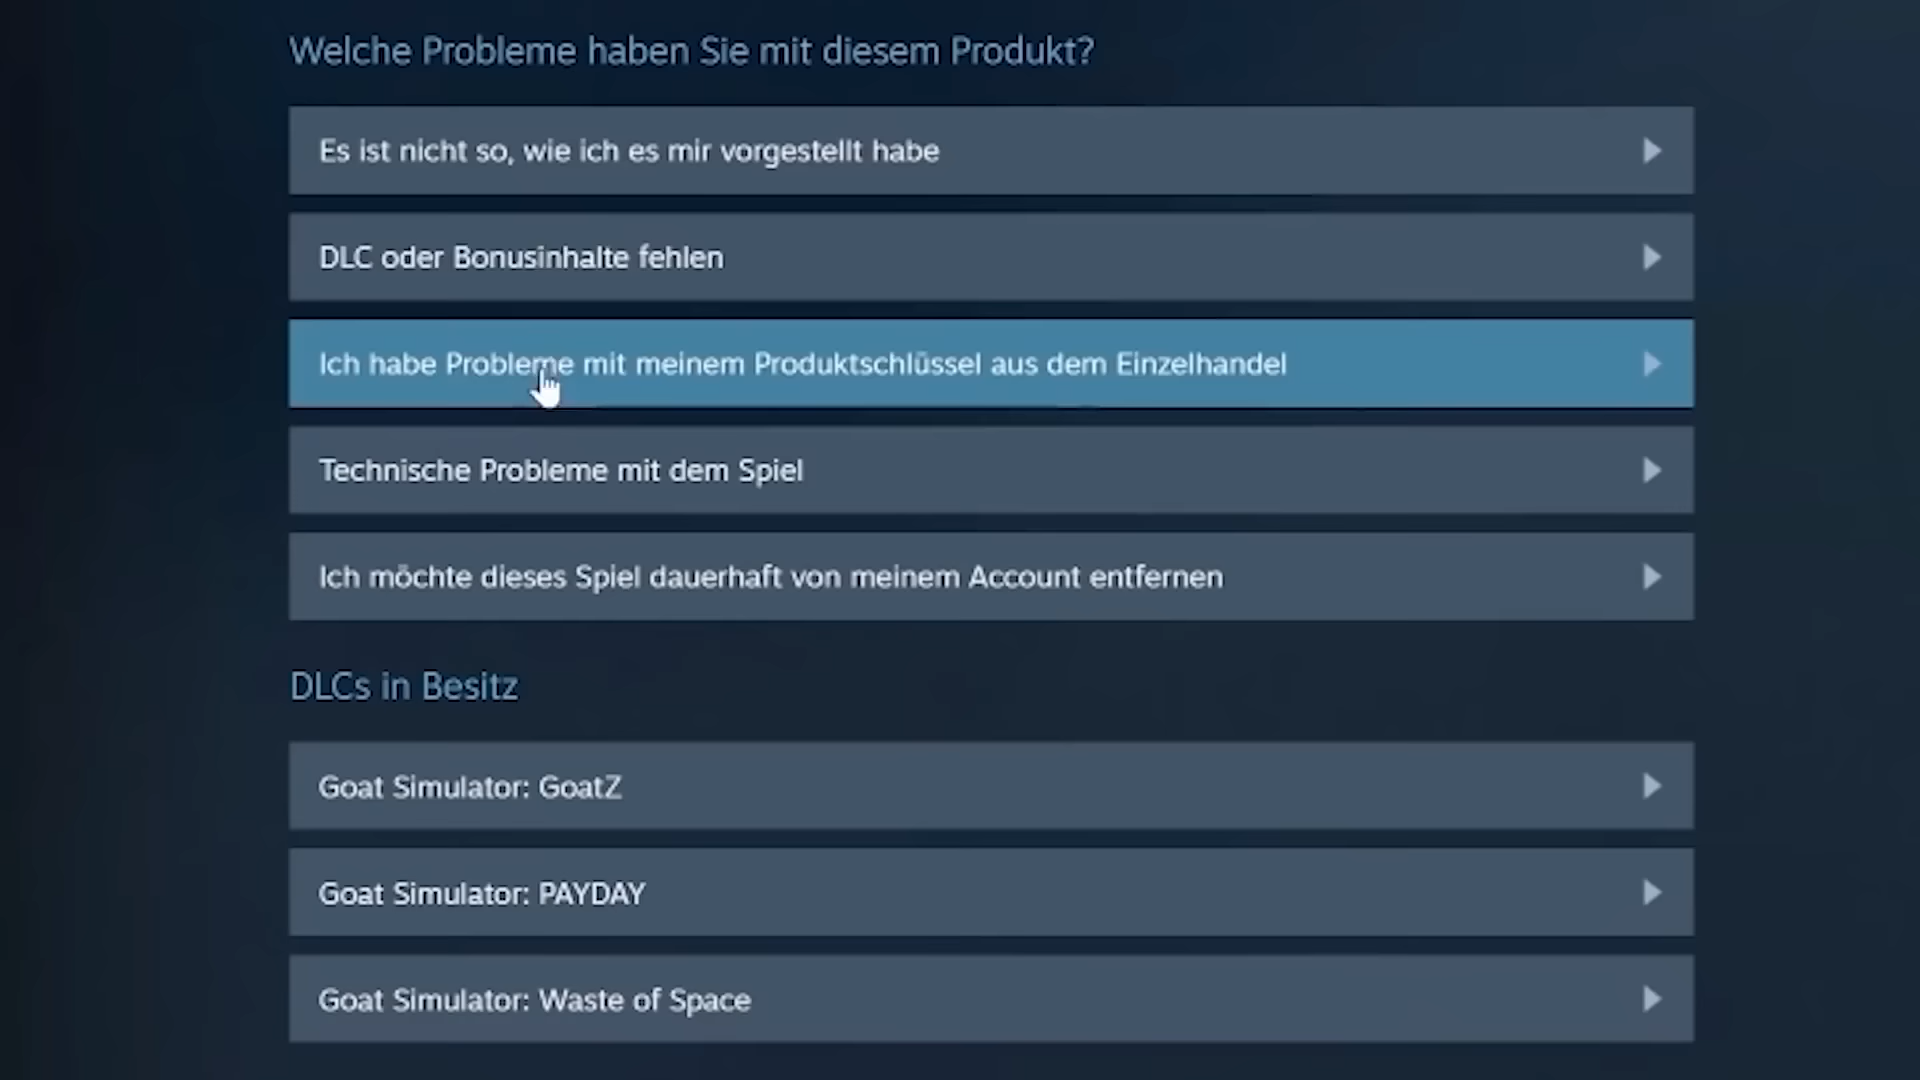 Welche Probleme haben Sie mit diesem Produkt?
Es ist nicht so, wie ich es mir vorgestellt habe
DLC oder Bonusinhalte fehlen
Ich habe Probleme mit meinem Produktschlüssel aus dem Einzelhandel
Technische Probleme mit dem Spiel
Ich möchte dieses Spiel dauerhaft von meinem Account entfernen
DLCs in Besitz
Goat Simulator: GoatZ
Goat Simulator: PAYDAY
Goat Simulator: Waste of Space